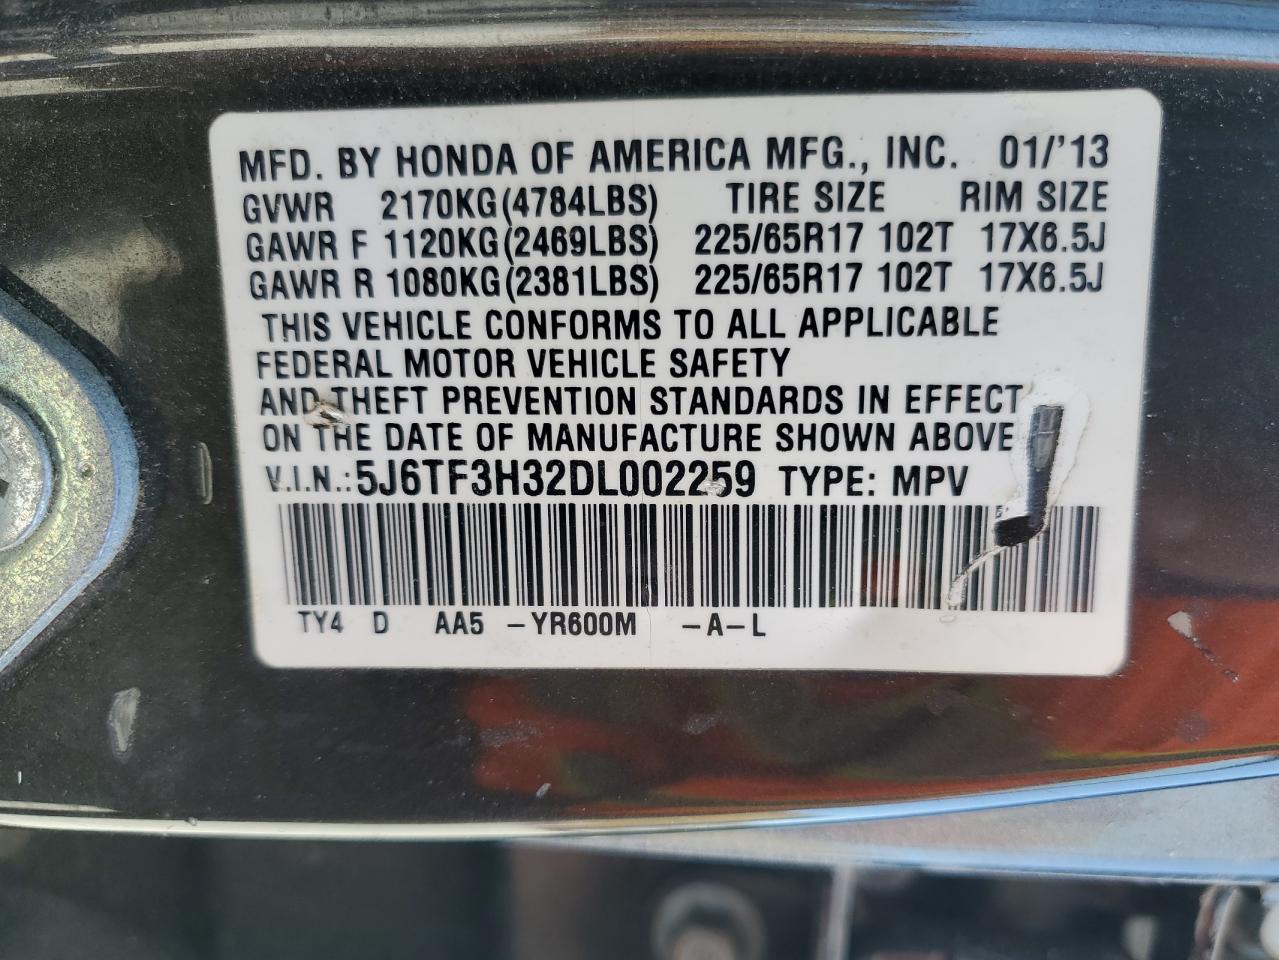 MFD. BY HONDA OF AMERICA MFG., INC. 01/'13
GVWR 2170KG(4784LBS) TIRE SIZE RIM SIZE
GAWR F 1120KG(2469LBS) 225/65R17 102T 17X6.5J
GAWR R 1080KG(2381LBS) 225/65R17 102T 17X6.5J
THIS VEHICLE CONFORMS TO ALL APPLICABLE
FEDERAL MOTOR VEHICLE SAFETY
AND THEFT PREVENTION STANDARDS IN EFFECT
ON THE DATE OF MANUFACTURE SHOWN ABOVE
V.I.N.: 5J6TF3H32DL002259 TYPE: MPV
TY4 D AA5 -YR600M -A-L